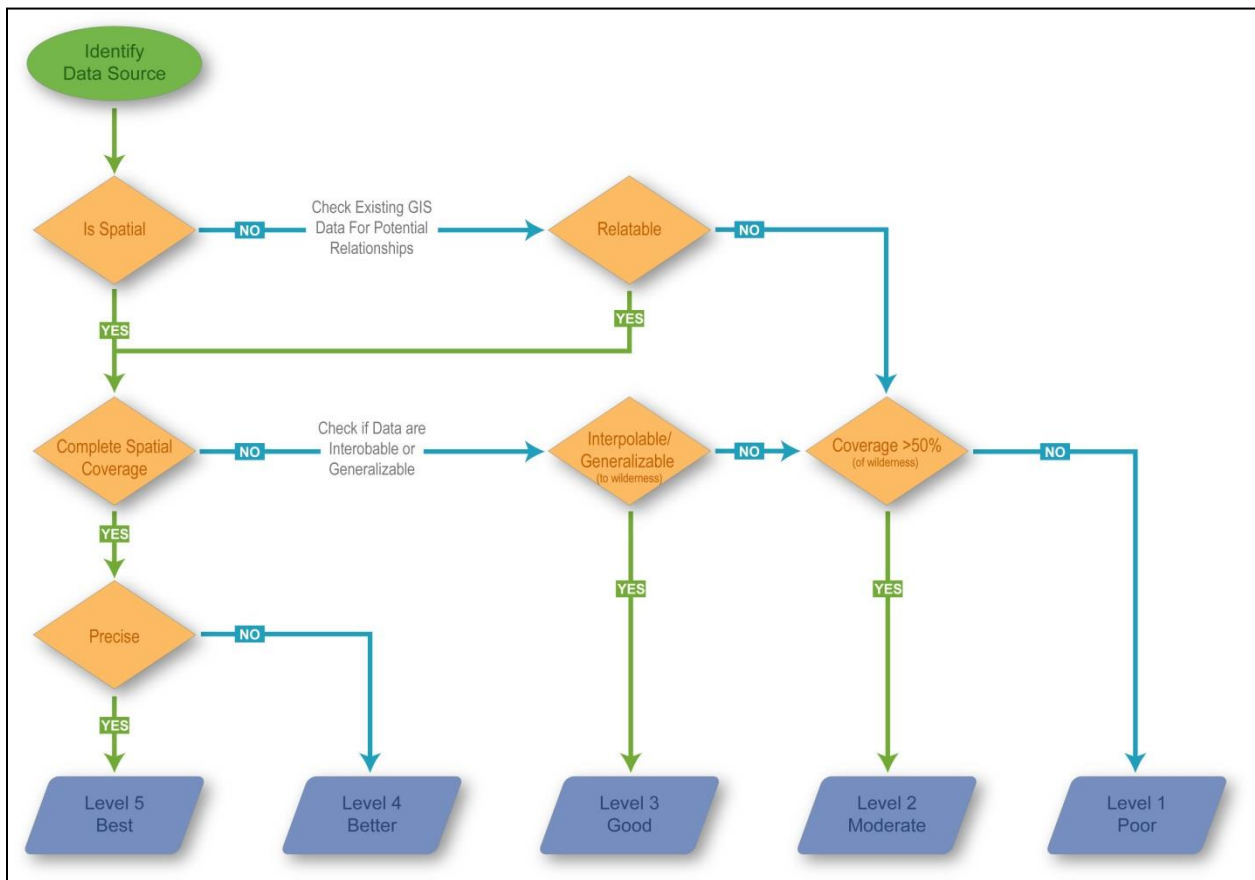 Identify
Data Source
Is Spatial
NO
Check Existing GIS
Data For Potential
Relationships
Relatable
NO
YES
YES
Complete Spatial
Coverage
NO
Check if Data are
Interobable or
Generalizable
Interpolable/
Generalizable
(to wilderness)
NO
Coverage >50%
(of wilderness)
NO
YES
YES
YES
Precise
NO
YES
Level 5
Best
Level 4
Better
Level 3
Good
Level 2
Moderate
Level 1
Poor